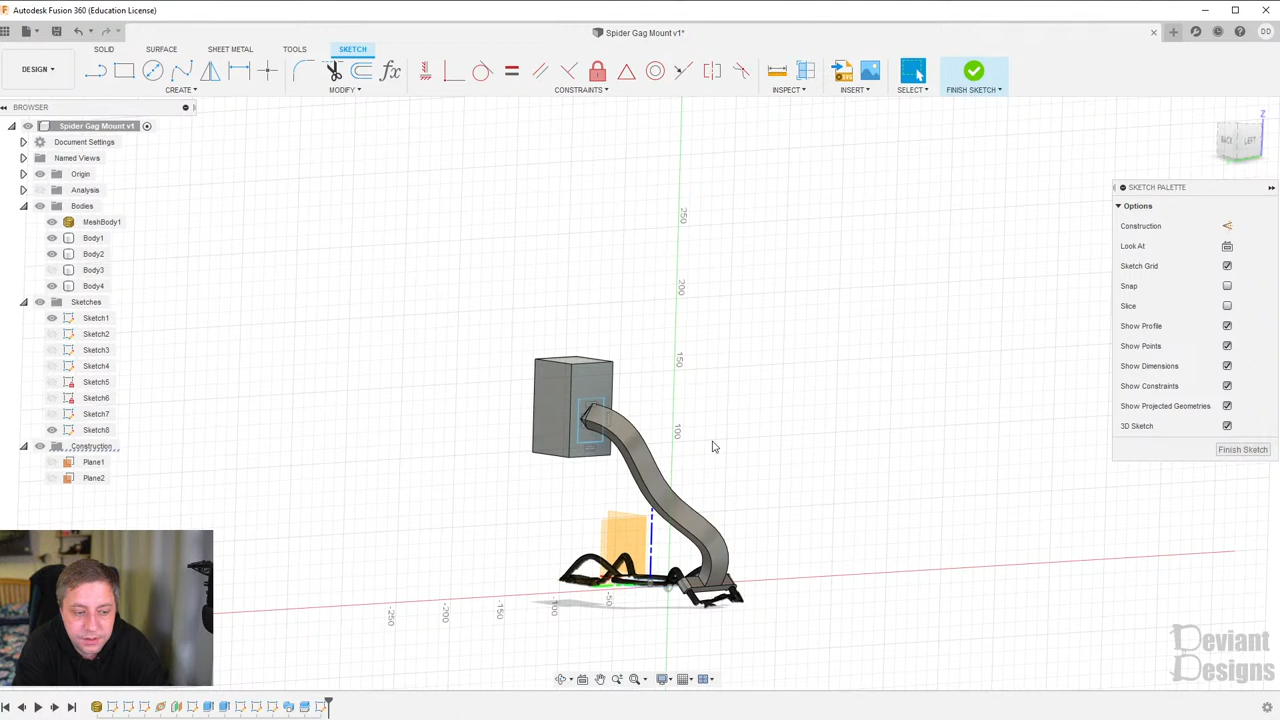 Autodesk Fusion 360 (Education License)
Spider Gag Mount v1*
DD
SOLID SURFACE SHEET METAL TOOLS SKETCH
DESIGN
CREATE MODIFY CONSTRAINTS INSPECT INSERT SELECT FINISH SKETCH
BROWSER
Spider Gag Mount v1
Document Settings
Named Views
Origin
Analysis
Bodies
MeshBody1
Body1
Body2
Body3
Body4
Sketches
Sketch1
Sketch2
Sketch3
Sketch4
Sketch5
Sketch6
Sketch7
Sketch8
Construction
Plane1
Plane2
Z
BACK LEFT
SKETCH PALETTE
Options
Construction
Look At
Sketch Grid
Snap
Slice
Show Profile
Show Points
Show Dimensions
Show Constraints
Show Projected Geometries
3D Sketch
Finish Sketch
250
200
150
100
-250
-200
-150
-100
-50
Deviant
Designs